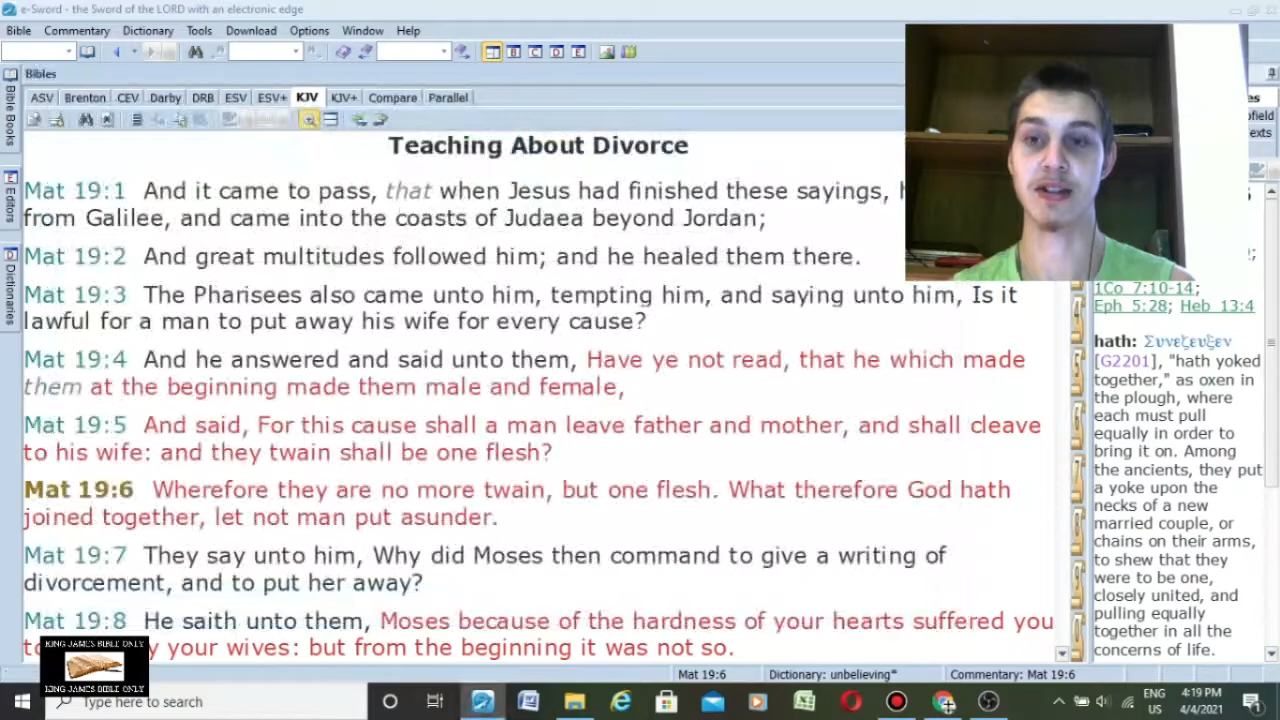 e-Sword - the Sword of the LORD with an electronic edge
Bible Commentary Dictionary Tools Download Options Window Help
Bibles
ASV Brenton CEV Darby DRB ESV ESV+ KJV KJV+ Compare Parallel
Bible Books
Editors
Dictionaries
Teaching About Divorce
Mat 19:1 And it came to pass, that when Jesus had finished these sayings, h
from Galilee, and came into the coasts of Judaea beyond Jordan;
Mat 19:2 And great multitudes followed him; and he healed them there.
Mat 19:3 The Pharisees also came unto him, tempting him, and saying unto him, Is it
lawful for a man to put away his wife for every cause?
Mat 19:4 And he answered and said unto them, Have ye not read, that he which made
them at the beginning made them male and female,
Mat 19:5 And said, For this cause shall a man leave father and mother, and shall cleave
to his wife: and they twain shall be one flesh?
Mat 19:6 Wherefore they are no more twain, but one flesh. What therefore God hath
joined together, let not man put asunder.
Mat 19:7 They say unto him, Why did Moses then command to give a writing of
divorcement, and to put her away?
Mat 19:8 He saith unto them, Moses because of the hardness of your hearts suffered you
y your wives: but from the beginning it was not so.
es
ofield
exts
1Co 7:10-14;
Eph 5:28; Heb 13:4
hath: Συνεζευξεν
[G2201], "hath yoked
together," as oxen in
the plough, where
each must pull
equally in order to
bring it on. Among
the ancients, they put
a yoke upon the
necks of a new
married couple, or
chains on their arms,
to shew that they
were to be one,
closely united, and
pulling equally
together in all the
concerns of life.
KING JAMES BIBLE ONLY
KING JAMES BIBLE ONLY
Mat 19:6 Dictionary: unbelieving* Commentary: Mat 19:6
Type here to search
ENG
US
4:19 PM
4/4/2021